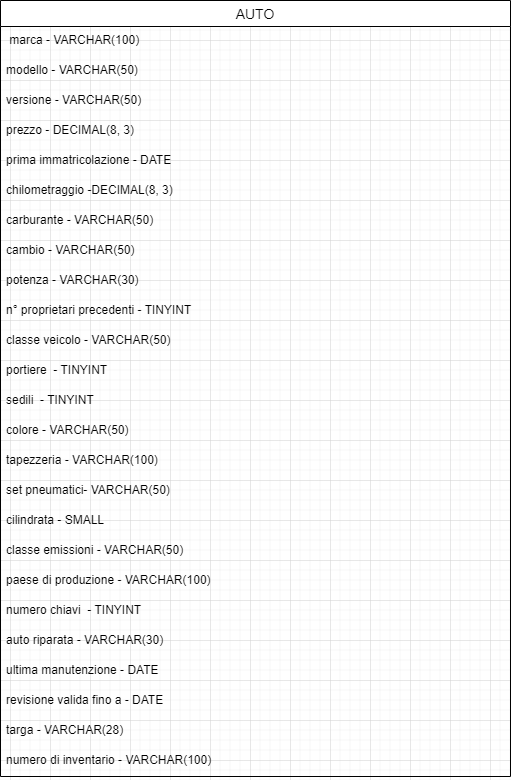 AUTO
marca - VARCHAR(100)
modello - VARCHAR(50)
versione - VARCHAR(50)
prezzo - DECIMAL(8, 3)
prima immatricolazione - DATE
chilometraggio -DECIMAL(8, 3)
carburante - VARCHAR(50)
cambio - VARCHAR(50)
potenza - VARCHAR(30)
n° proprietari precedenti - TINYINT
classe veicolo - VARCHAR(50)
portiere  - TINYINT
sedili  - TINYINT
colore - VARCHAR(50)
tapezzeria - VARCHAR(100)
set pneumatici- VARCHAR(50)
cilindrata - SMALL
classe emissioni - VARCHAR(50)
paese di produzione - VARCHAR(100)
numero chiavi  - TINYINT
auto riparata - VARCHAR(30)
ultima manutenzione - DATE
revisione valida fino a - DATE
targa - VARCHAR(28)
numero di inventario - VARCHAR(100)